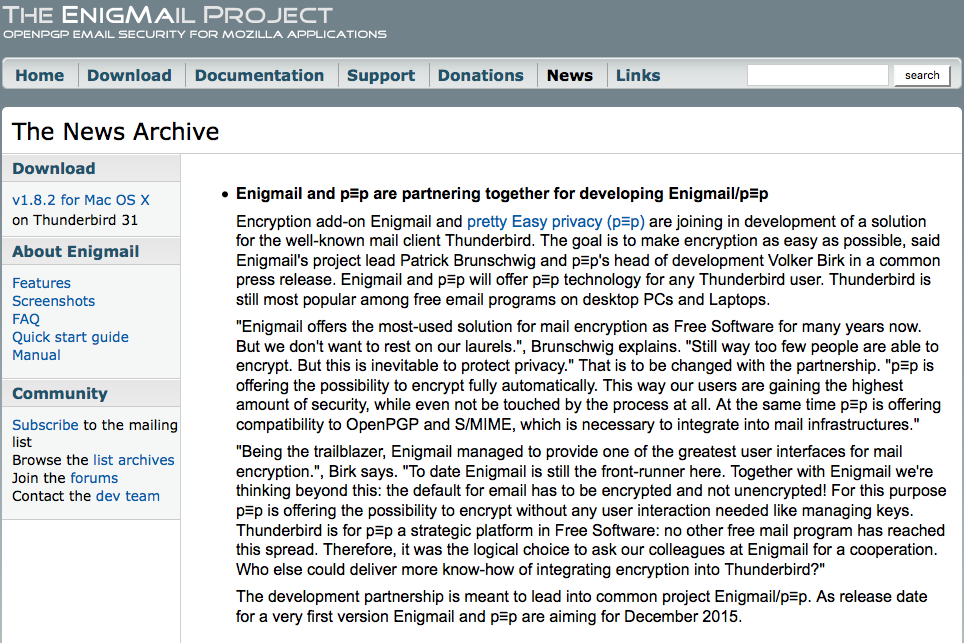 THE ENIGMAIL PROJECT
OPENPGP EMAIL SECURITY FOR MOZILLA APPLICATIONS
Home Download Documentation Support Donations News Links search
The News Archive
Download
v1.8.2 for Mac OS X
on Thunderbird 31
About Enigmail
Features
Screenshots
FAQ
Quick start guide
Manual
Community
Subscribe to the mailing
list
Browse the list archives
Join the forums
Contact the dev team
• Enigmail and p≡p are partnering together for developing Enigmail/p≡p
Encryption add-on Enigmail and pretty Easy privacy (p≡p) are joining in development of a solution
for the well-known mail client Thunderbird. The goal is to make encryption as easy as possible, said
Enigmail's project lead Patrick Brunschwig and p≡p's head of development Volker Birk in a common
press release. Enigmail and p≡p will offer p≡p technology for any Thunderbird user. Thunderbird is
still most popular among free email programs on desktop PCs and Laptops.
"Enigmail offers the most-used solution for mail encryption as Free Software for many years now.
But we don't want to rest on our laurels.", Brunschwig explains. "Still way too few people are able to
encrypt. But this is inevitable to protect privacy." That is to be changed with the partnership. "p≡p is
offering the possibility to encrypt fully automatically. This way our users are gaining the highest
amount of security, while even not be touched by the process at all. At the same time p≡p is offering
compatibility to OpenPGP and S/MIME, which is necessary to integrate into mail infrastructures."
"Being the trailblazer, Enigmail managed to provide one of the greatest user interfaces for mail
encryption.", Birk says. "To date Enigmail is still the front-runner here. Together with Enigmail we're
thinking beyond this: the default for email has to be encrypted and not unencrypted! For this purpose
p≡p is offering the possibility to encrypt without any user interaction needed like managing keys.
Thunderbird is for p≡p a strategic platform in Free Software: no other free mail program has reached
this spread. Therefore, it was the logical choice to ask our colleagues at Enigmail for a cooperation.
Who else could deliver more know-how of integrating encryption into Thunderbird?"
The development partnership is meant to lead into common project Enigmail/p≡p. As release date
for a very first version Enigmail and p≡p are aiming for December 2015.